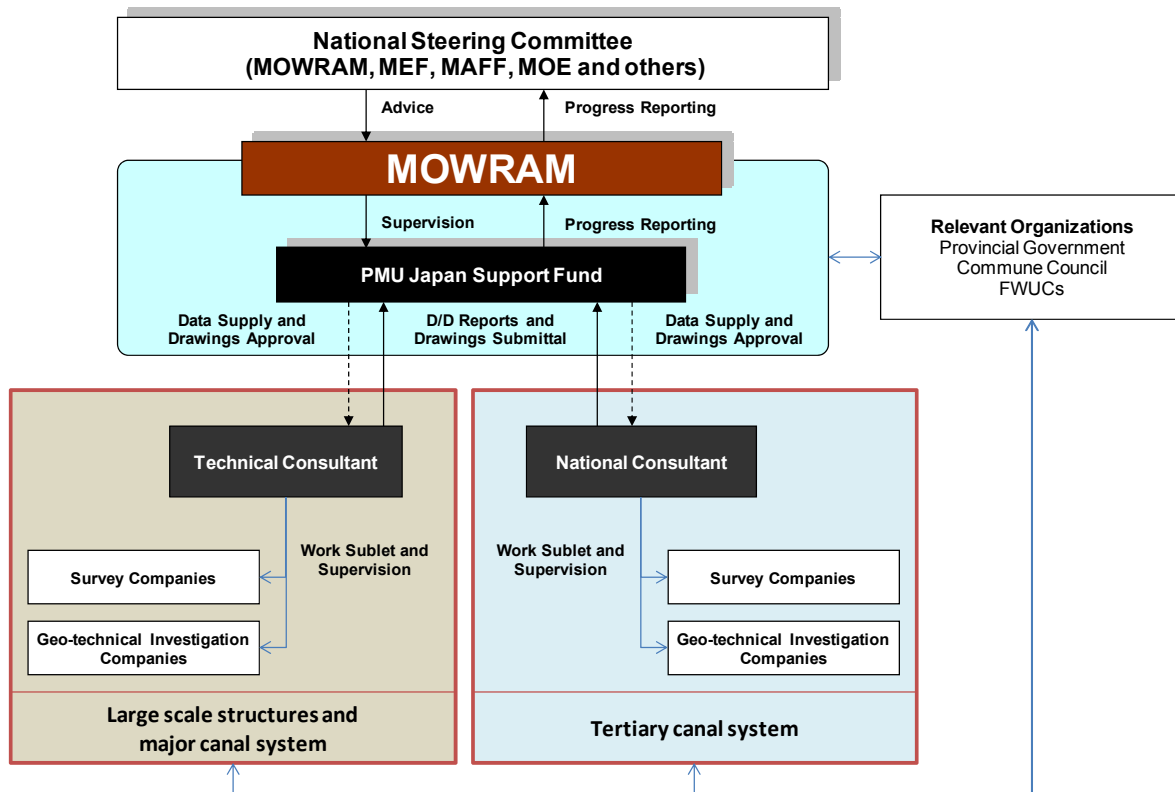 National Steering Committee
(MOWRAM, MEF, MAFF, MOE and others)
Advice
Progress Reporting
MOWRAM
Supervision
Progress Reporting
PMU Japan Support Fund
Relevant Organizations
Provincial Government
Commune Council
FWUCs
Data Supply and
Drawings Approval
D/D Reports and
Drawings Submittal
Data Supply and
Drawings Approval
Technical Consultant
Work Sublet and
Supervision
Survey Companies
Geo-technical Investigation
Companies
Large scale structures and
major canal system
National Consultant
Work Sublet and
Supervision
Survey Companies
Geo-technical Investigation
Companies
Tertiary canal system